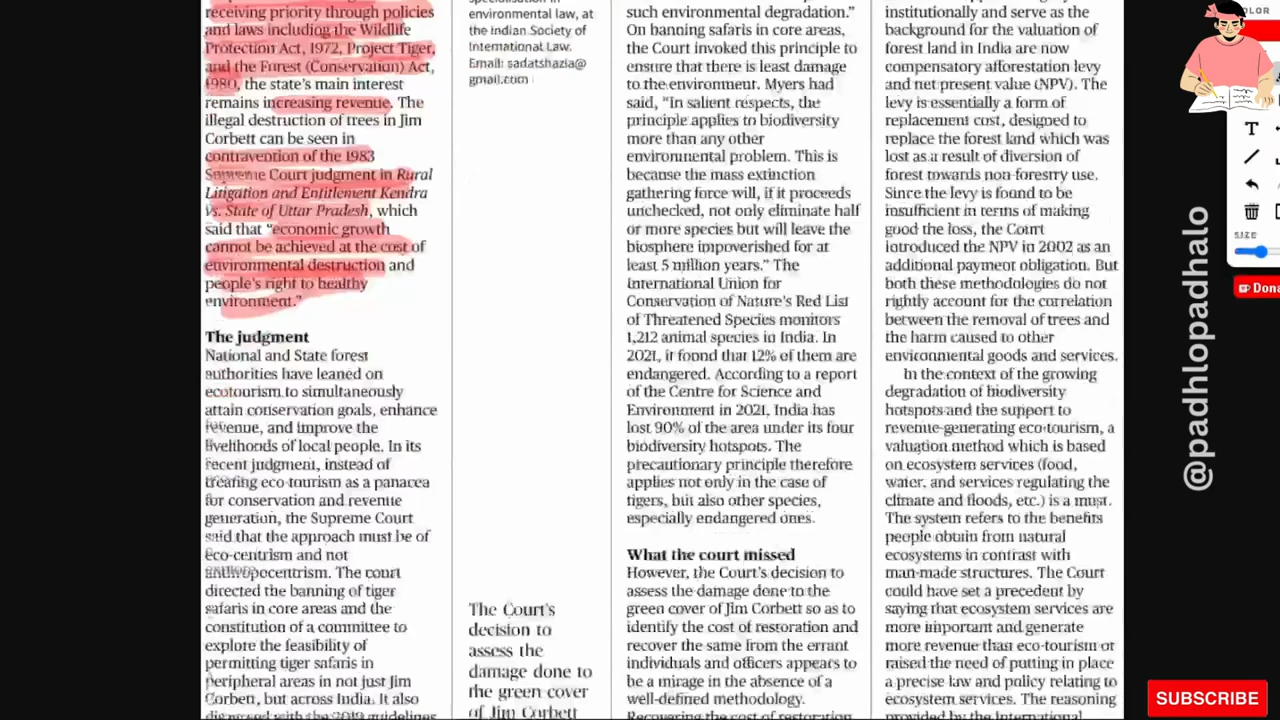 receiving priority through policies
and laws including the Wildlife
Protection Act, 1972, Project Tiger,
and the Forest (Conservation) Act,
1980, the state's main interest
remains increasing revenue. The
illegal destruction of trees in Jim
Corbett can be seen in
contravention of the 1983
Supreme Court judgment in Rural
Litigation and Entitlement Kendra
Vs. State of Uttar Pradesh, which
said that "economic growth
cannot be achieved at the cost of
environmental destruction and
people's right to healthy
environment."
The judgment
National and State forest
authorities have leaned on
ecotourism to simultaneously
attain conservation goals, enhance
revenue, and improve the
livelihoods of local people. In its
recent judgment, instead of
treating eco-tourism as a panacea
for conservation and revenue
generation, the Supreme Court
said that the approach must be of
eco-centrism and not
anthropocentrism. The court
directed the banning of tiger
safaris in core areas and the
constitution of a committee to
explore the feasibility of
permitting tiger safaris in
peripheral areas in not just Jim
Corbett, but across India. It also
disagreed with the 2019 guidelines
specialisation in
environmental law, at
the Indian Society of
International Law.
Email: sadatshazia@
gmail.com
The Court's
decision to
assess the
damage done to
the green cover
of Jim Corbett
such environmental degradation."
On banning safaris in core areas,
the Court invoked this principle to
ensure that there is least damage
to the environment. Myers had
said, "In salient respects, the
principle applies to biodiversity
more than any other
environmental problem. This is
because the mass extinction
gathering force will, if it proceeds
unchecked, not only eliminate half
or more species but will leave the
biosphere impoverished for at
least 5 million years." The
International Union for
Conservation of Nature's Red List
of Threatened Species monitors
1,212 animal species in India. In
2021, it found that 12% of them are
endangered. According to a report
of the Centre for Science and
Environment in 2021, India has
lost 90% of the area under its four
biodiversity hotspots. The
precautionary principle therefore
applies not only in the case of
tigers, but also other species,
especially endangered ones.
What the court missed
However, the Court's decision to
assess the damage done to the
green cover of Jim Corbett so as to
identify the cost of restoration and
recover the same from the errant
individuals and officers appears to
be a mirage in the absence of a
well-defined methodology.
Recovering the cost of restoration
institutionally and serve as the
background for the valuation of
forest land in India are now
compensatory afforestation levy
and net present value (NPV). The
levy is essentially a form of
replacement cost, designed to
replace the forest land which was
lost as a result of diversion of
forest towards non-forestry use.
Since the levy is found to be
insufficient in terms of making
good the loss, the Court
introduced the NPV in 2002 as an
additional payment obligation. But
both these methodologies do not
rightly account for the correlation
between the removal of trees and
the harm caused to other
environmental goods and services.
In the context of the growing
degradation of biodiversity
hotspots and the support to
revenue-generating eco-tourism, a
valuation method which is based
on ecosystem services (food,
water, and services regulating the
climate and floods, etc.) is a must.
The system refers to the benefits
people obtain from natural
ecosystems in contrast with
man-made structures. The Court
could have set a precedent by
saying that ecosystem services are
more important and generate
more revenue than eco-tourism or
raised the need of putting in place
a precise law and policy relating to
ecosystem services. The reasoning
provided by the International
@padhlopadhalo
T
SIZE
Dona
SUBSCRIBE